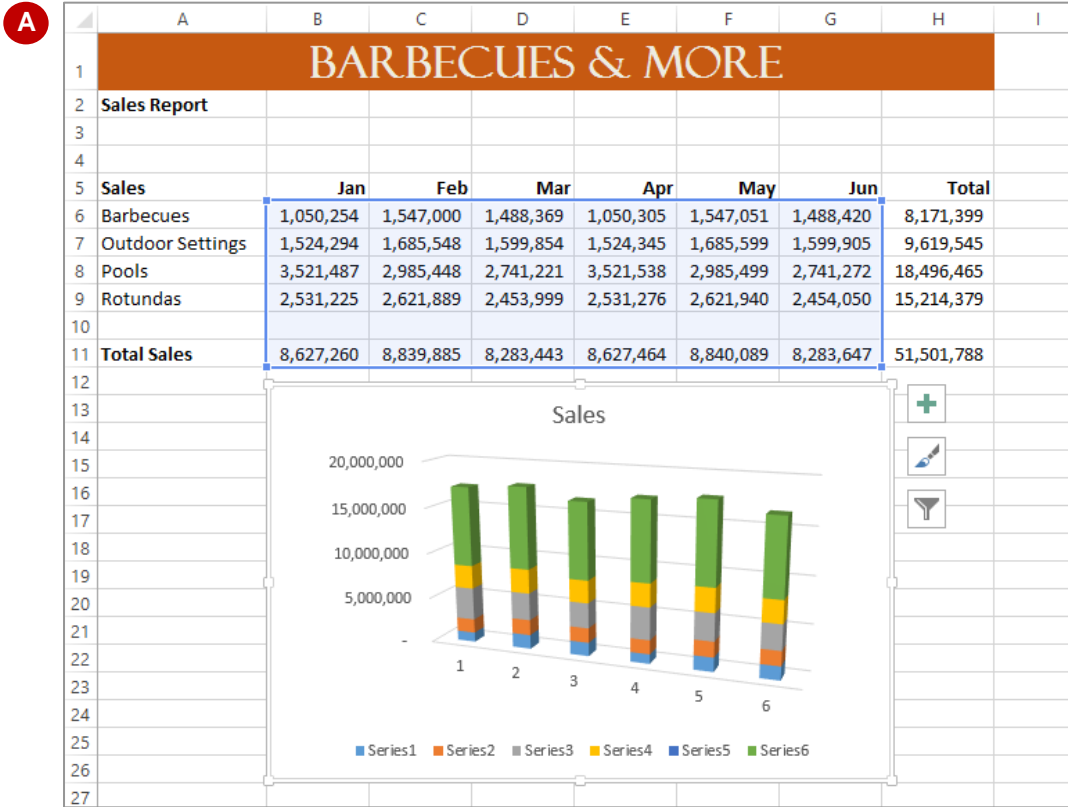 A
A B C D E F G H I
1 BARBECUES & MORE
2 Sales Report
3
4
5 Sales Jan Feb Mar Apr May Jun Total
6 Barbecues 1,050,254 1,547,000 1,488,369 1,050,305 1,547,051 1,488,420 8,171,399
7 Outdoor Settings 1,524,294 1,685,548 1,599,854 1,524,345 1,685,599 1,599,905 9,619,545
8 Pools 3,521,487 2,985,448 2,741,221 3,521,538 2,985,499 2,741,272 18,496,465
9 Rotundas 2,531,225 2,621,889 2,453,999 2,531,276 2,621,940 2,454,050 15,214,379
10
11 Total Sales 8,627,260 8,839,885 8,283,443 8,627,464 8,840,089 8,283,647 51,501,788
12
13
14
15
16
17
18
19
20
21
22
23
24
25
26
27
Sales
20,000,000
15,000,000
10,000,000
5,000,000
-
1 2 3 4 5 6
Series1 Series2 Series3 Series4 Series5 Series6